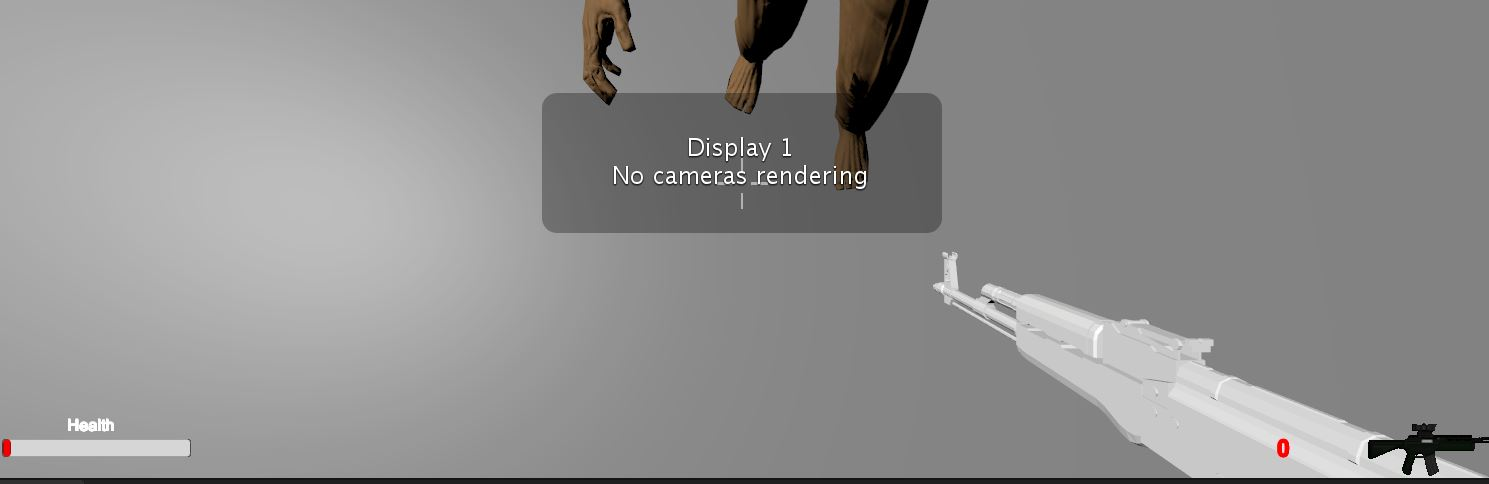 Display 1
No cameras rendering
Health
0